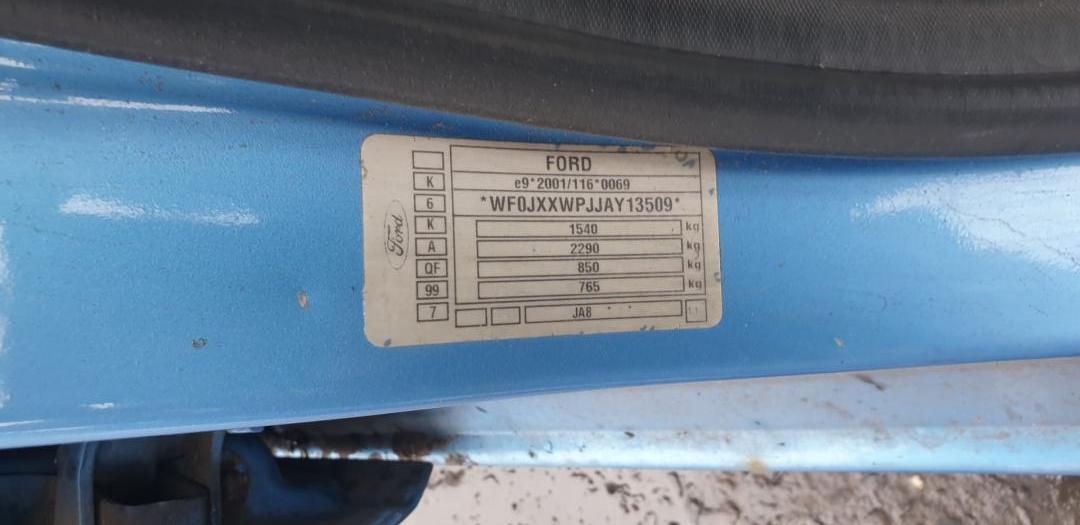 FORD
K
e9*2001/116*0069
6
*WF0JXXWPJJAY13509*
Ford
K
1540 kg
A
2290 kg
QF
850 kg
99
765 kg
7
JA8